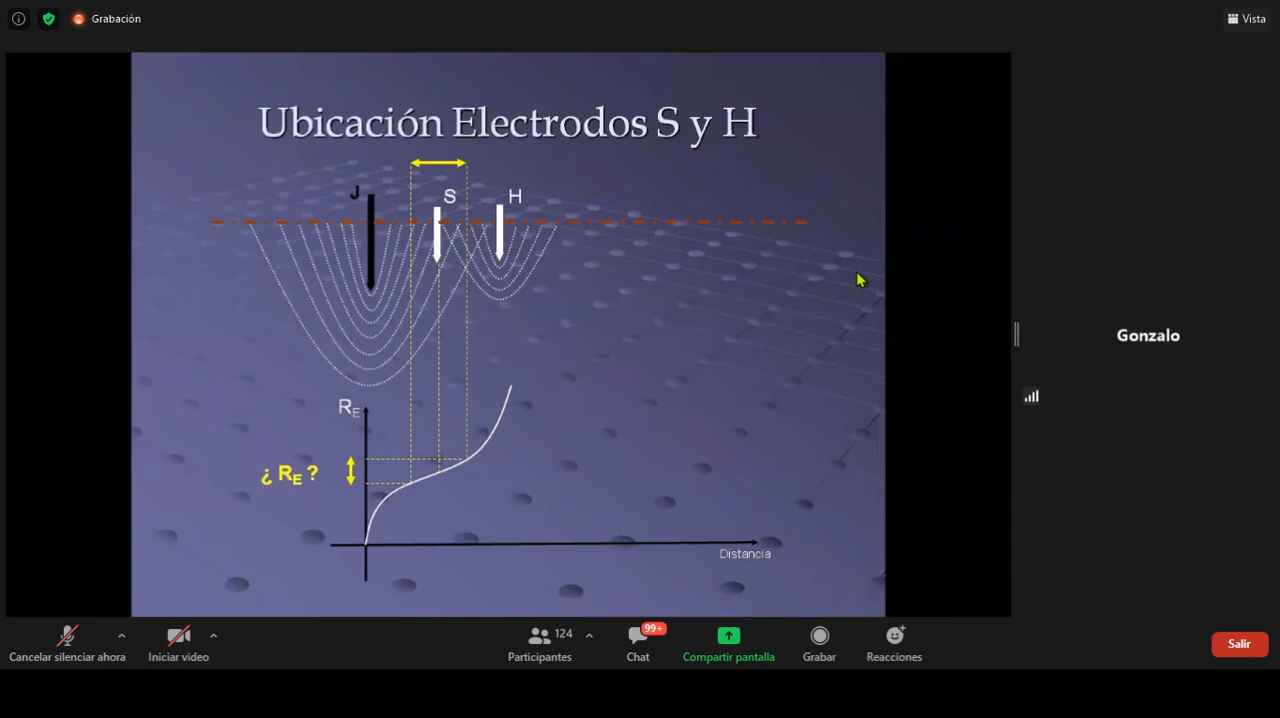 Grabación
Vista
Ubicación Electrodos S y H
J
S
H
Gonzalo
RE
¿ RE ?
Distancia
Cancelar silenciar ahora
Iniciar video
124
Participantes
99+
Chat
Compartir pantalla
Grabar
Reacciones
Salir